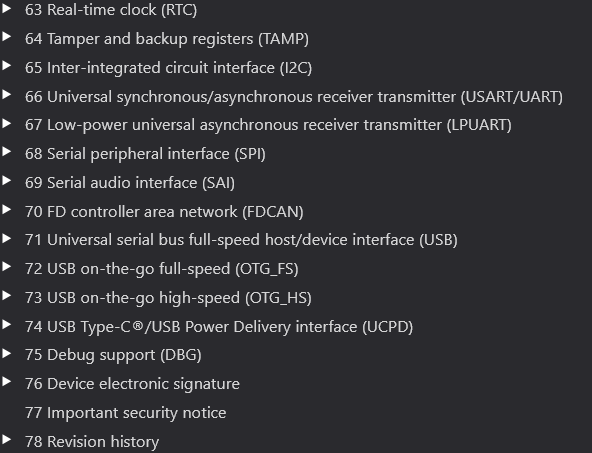 63 Real-time clock (RTC)
64 Tamper and backup registers (TAMP)
65 Inter-integrated circuit interface (I2C)
66 Universal synchronous/asynchronous receiver transmitter (USART/UART)
67 Low-power universal asynchronous receiver transmitter (LPUART)
68 Serial peripheral interface (SPI)
69 Serial audio interface (SAI)
70 FD controller area network (FDCAN)
71 Universal serial bus full-speed host/device interface (USB)
72 USB on-the-go full-speed (OTG_FS)
73 USB on-the-go high-speed (OTG_HS)
74 USB Type-C®/USB Power Delivery interface (UCPD)
75 Debug support (DBG)
76 Device electronic signature
77 Important security notice
78 Revision history